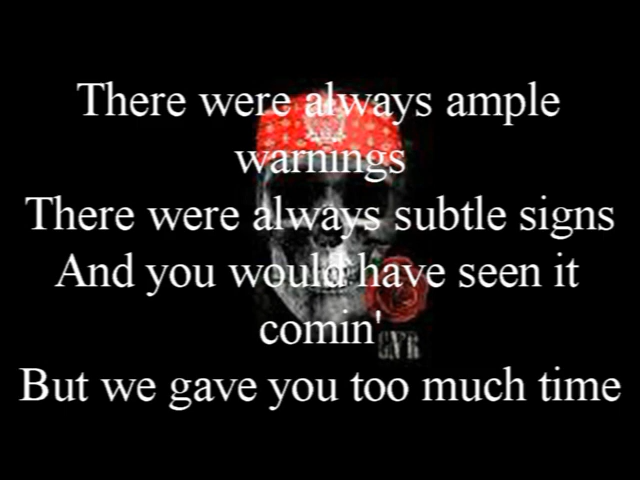 There were always ample
warnings
There were always subtle signs
And you would have seen it
comin'
GNR
But we gave you too much time